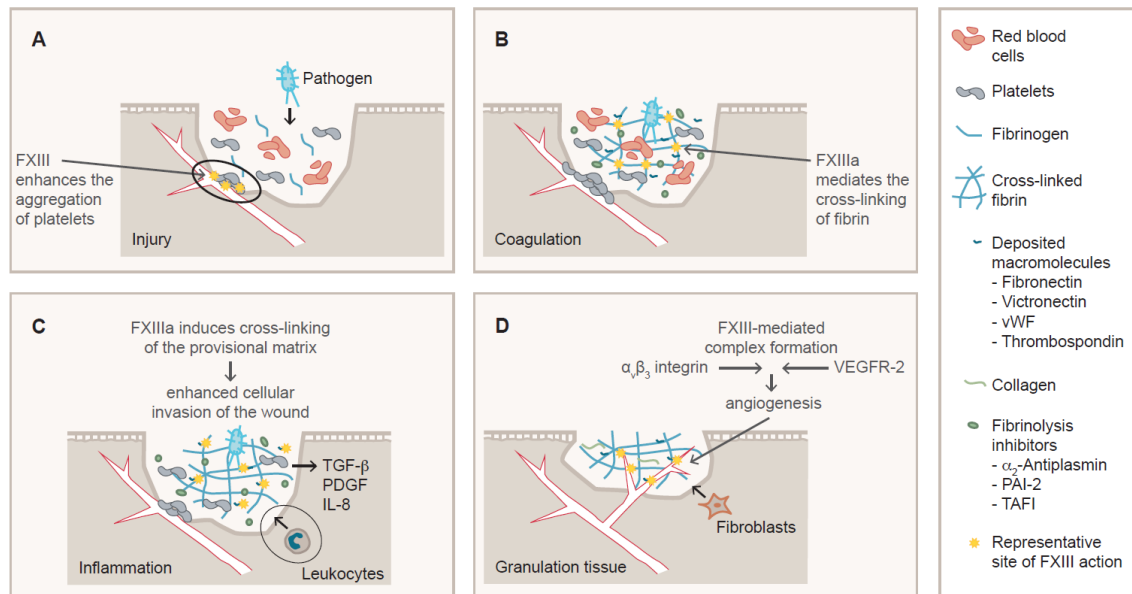 A
Pathogen
FXIII
enhances the
aggregation
of platelets
Injury
B
FXIIIa
mediates the
cross-linking
of fibrin
Coagulation
C
FXIIIa induces cross-linking
of the provisional matrix
enhanced cellular
invasion of the wound
TGF-β
PDGF
IL-8
Inflammation
Leukocytes
D
FXIII-mediated
complex formation
αvβ3 integrin
VEGFR-2
angiogenesis
Fibroblasts
Granulation tissue
Red blood
cells
Platelets
Fibrinogen
Cross-linked
fibrin
Deposited
macromolecules
- Fibronectin
- Victronectin
- vWF
- Thrombospondin
Collagen
Fibrinolysis
inhibitors
- α2-Antiplasmin
- PAI-2
- TAFI
Representative
site of FXIII action